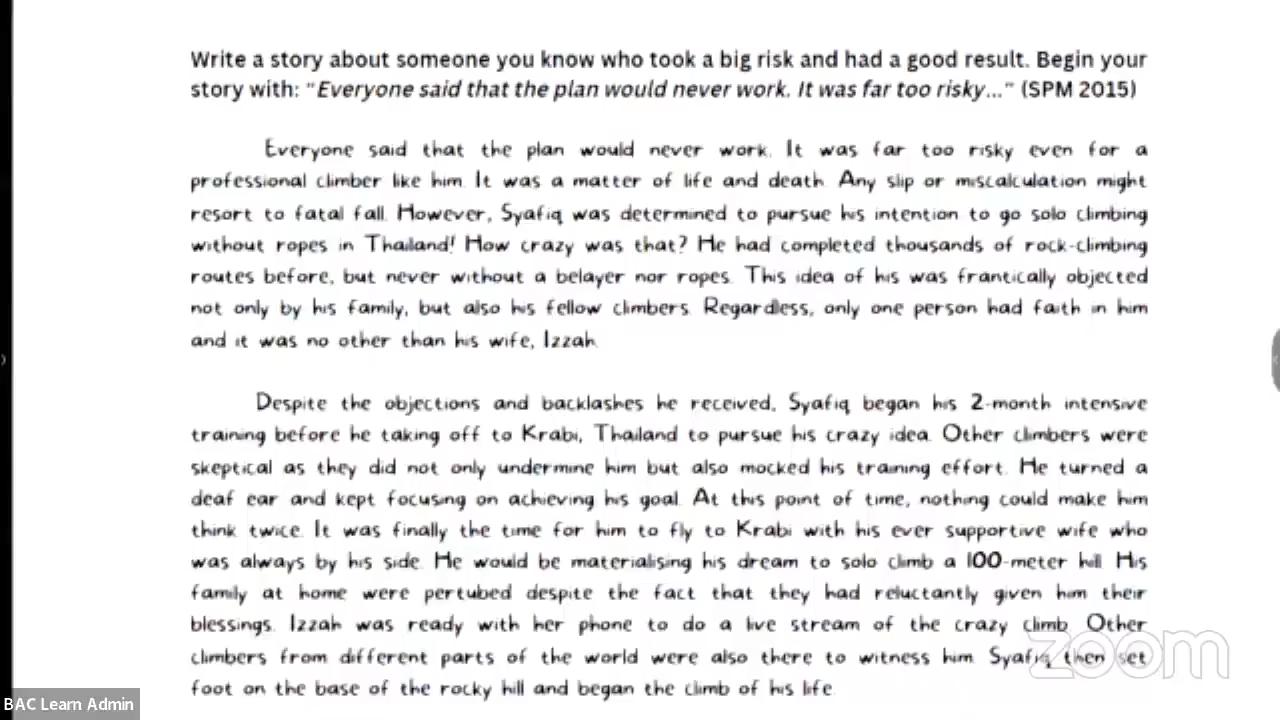 Write a story about someone you know who took a big risk and had a good result. Begin your
story with: "Everyone said that the plan would never work. It was far too risky..." (SPM 2015)
Everyone said that the plan would never work. It was far too risky even for a
professional climber like him. It was a matter of life and death. Any slip or miscalculation might
resort to fatal fall. However, Syafiq was determined to pursue his intention to go solo climbing
without ropes in Thailand! How crazy was that? He had completed thousands of rock-climbing
routes before, but never without a belayer nor ropes. This idea of his was frantically objected
not only by his family, but also his fellow climbers. Regardless, only one person had faith in him
and it was no other than his wife, Izzah.
Despite the objections and backlashes he received, Syafiq began his 2-month intensive
training before he taking off to Krabi, Thailand to pursue his crazy idea. Other climbers were
skeptical as they did not only undermine him but also mocked his training effort. He turned a
deaf ear and kept focusing on achieving his goal. At this point of time, nothing could make him
think twice. It was finally the time for him to fly to Krabi with his ever supportive wife who
was always by his side. He would be materialising his dream to solo climb a 100-meter hill. His
family at home were pertubed despite the fact that they had reluctantly given him their
blessings. Izzah was ready with her phone to do a live stream of the crazy climb. Other
climbers from different parts of the world were also there to witness him. Syafiq then set
foot on the base of the rocky hill and began the climb of his life.
zoom
BAC Learn Admin